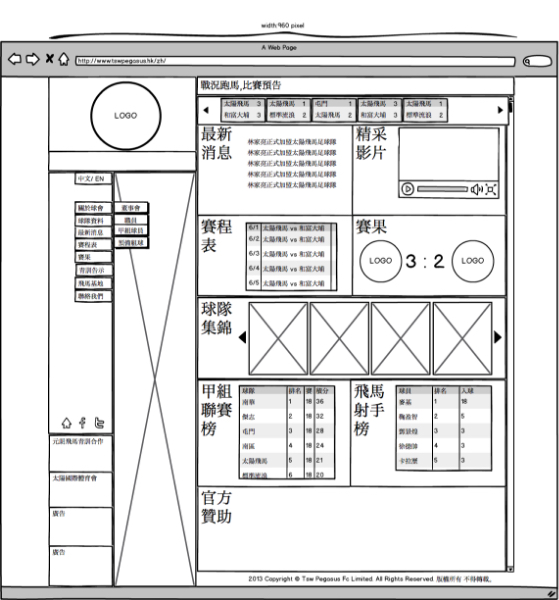 width:960 pixel
A Web Page
http://www.tswpegasus.hk/zh/
LOGO
戰況跑馬,比賽預告
太陽飛馬 3
和富大埔 3
太陽飛馬 1
標準流浪 2
屯門 1
太陽飛馬 2
太陽飛馬 3
和富大埔 3
太陽飛馬 1
標準流浪 2
最新
消息
林家亮正式加盟太陽飛馬足球隊
林家亮正式加盟太陽飛馬足球隊
林家亮正式加盟太陽飛馬足球隊
林家亮正式加盟太陽飛馬足球隊
林家亮正式加盟太陽飛馬足球隊
精采
影片
中文/ EN
關於球會
球隊資料
最新消息
賽程表
賽果
青訓告示
飛馬基地
聯絡我們
董事會
職員
甲組球員
預備組球
賽程
表
6/1 太陽飛馬 vs 和富大埔
6/2 太陽飛馬 vs 和富大埔
6/3 太陽飛馬 vs 和富大埔
6/4 太陽飛馬 vs 和富大埔
6/5 太陽飛馬 vs 和富大埔
賽果
LOGO 3 : 2 LOGO
球隊
集錦
甲組
聯賽
榜
球隊 排名 賽 積分
南華 1 18 36
傑志 2 18 32
屯門 3 18 28
南區 4 18 24
太陽飛馬 5 18 21
標準流浪 6 18 20
飛馬
射手
榜
球員 排名 入球
麥基 1 18
鞠盈智 2 5
3 3
徐德帥 4 3
卡拉歷 5 3
元朗飛馬青訓合作
太陽國際體育會
廣告
廣告
官方
贊助
2013 Copyright © Tsw Pegasus Fc Limited. All Rights Reserved. 版權所有 不得轉載。